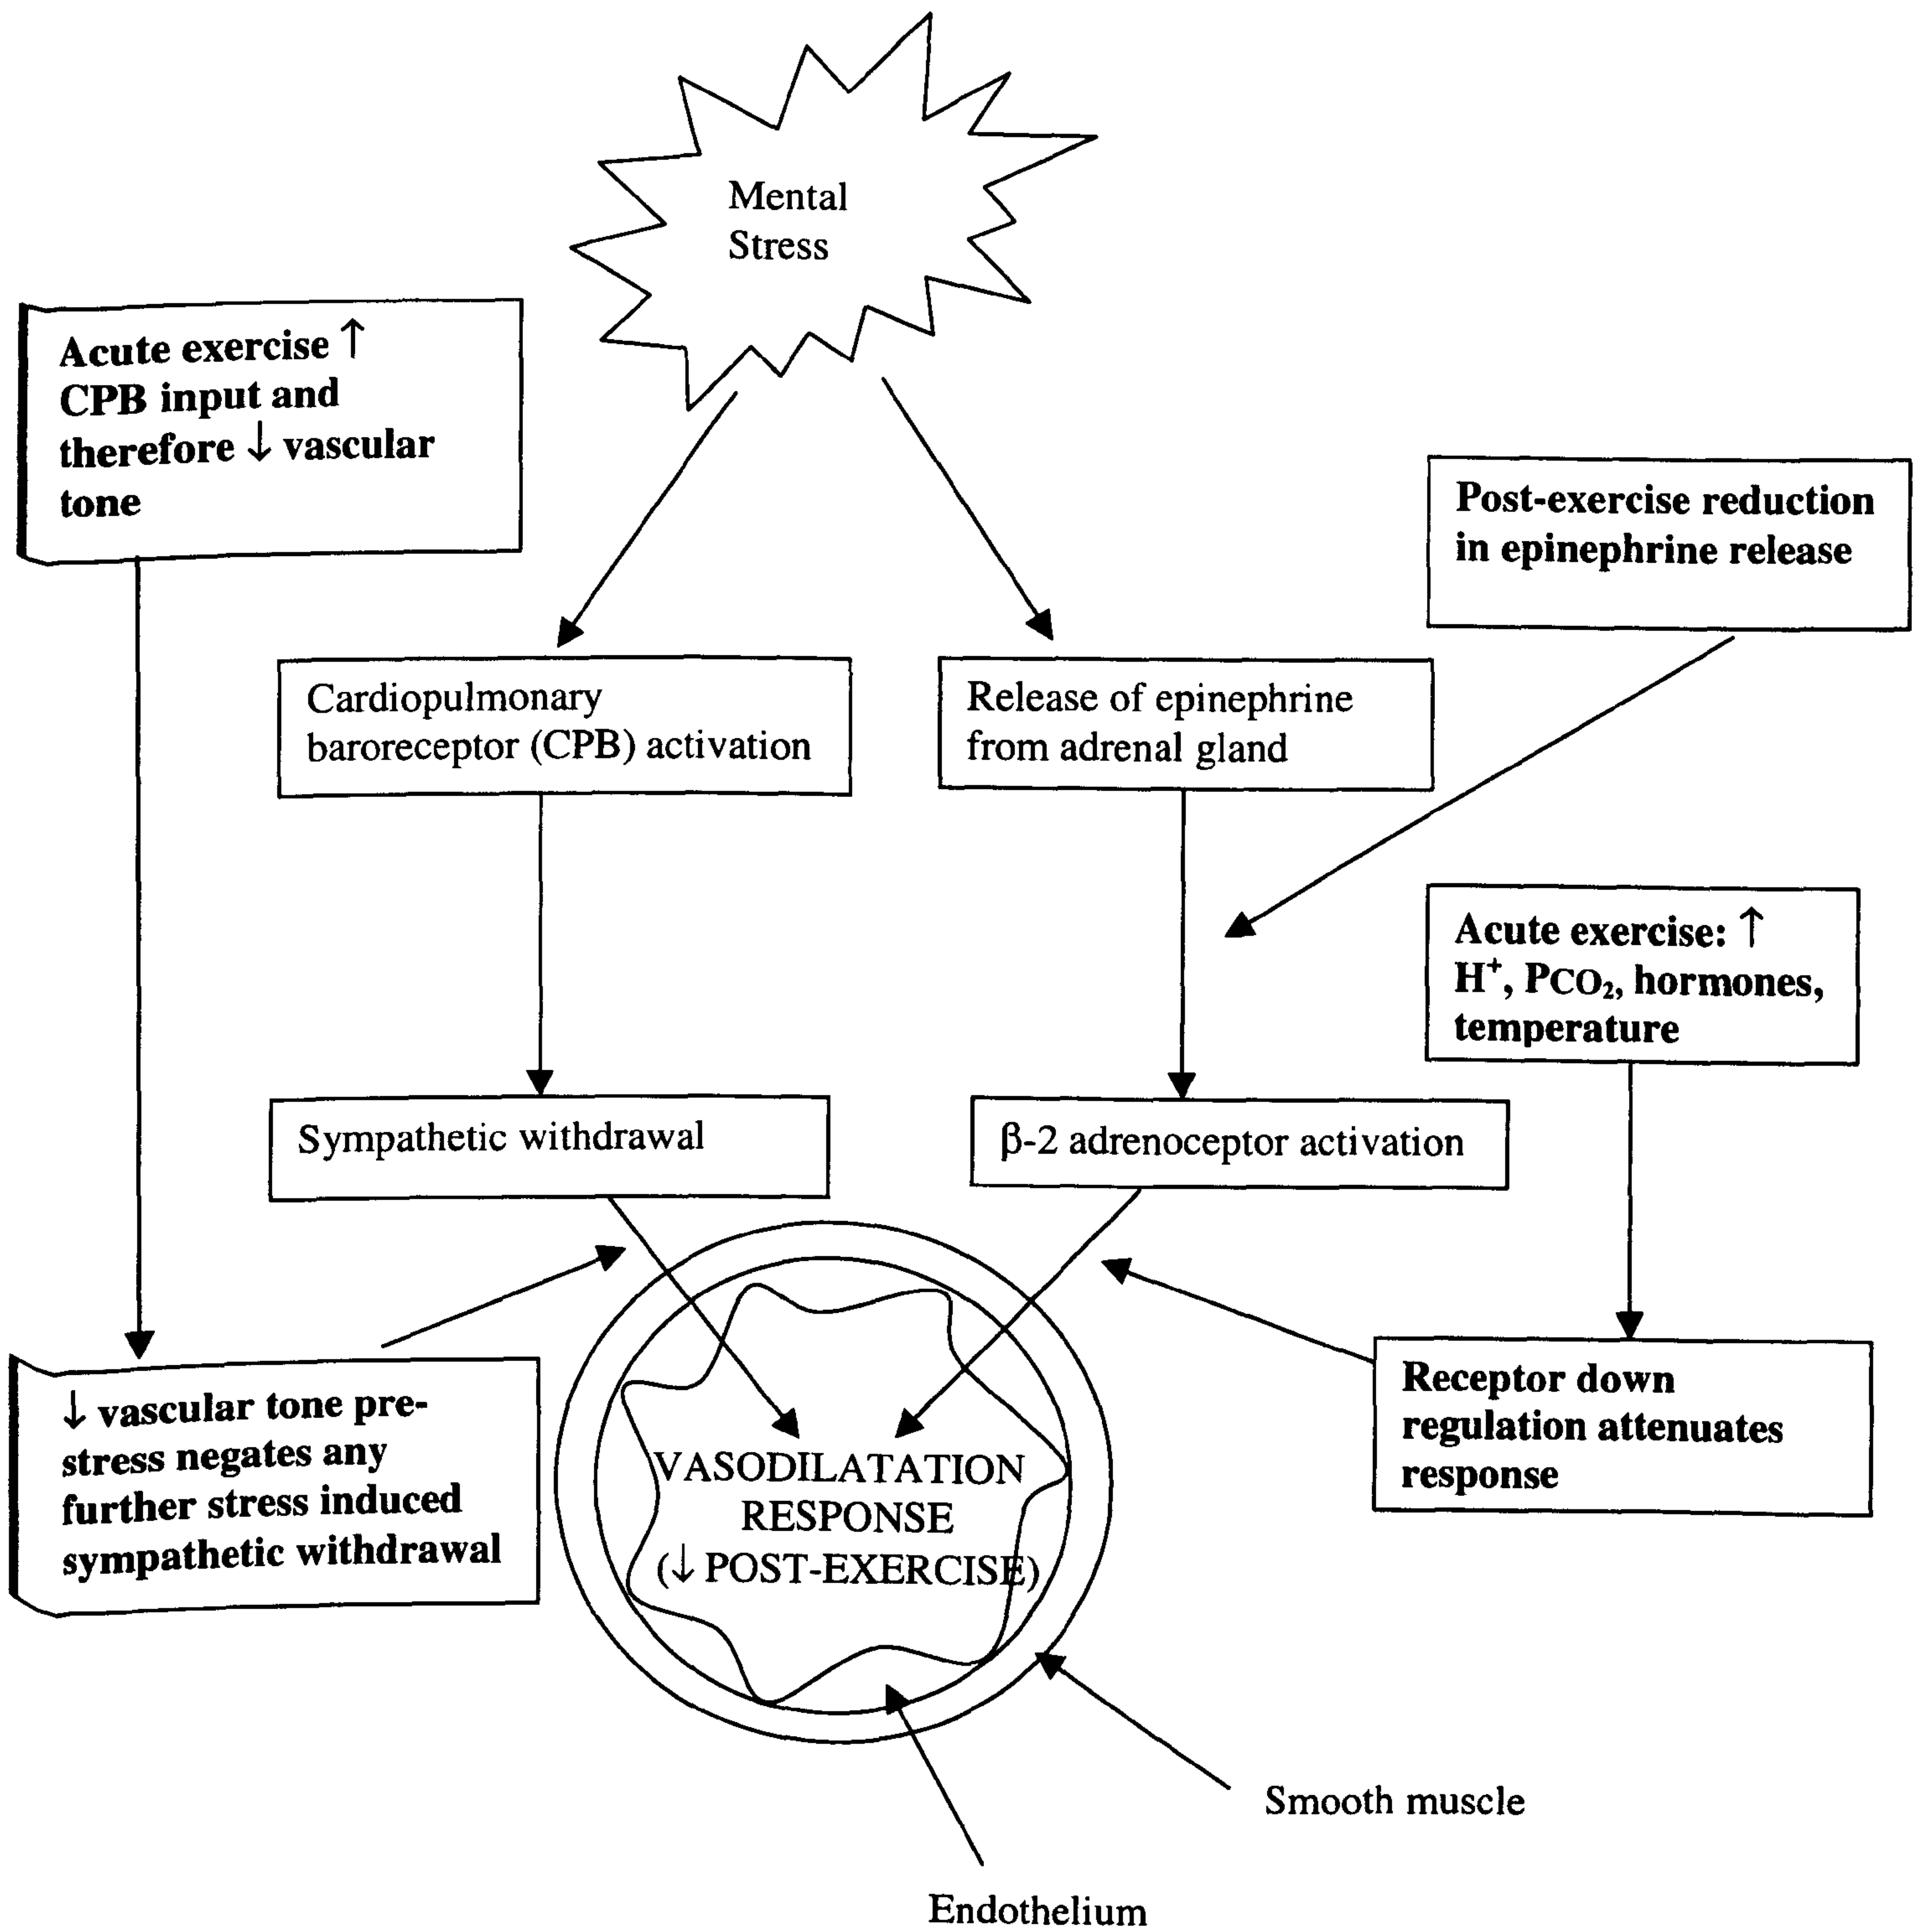 Mental
Stress
Acute exercise ↑
CPB input and
therefore ↓ vascular
tone
Post-exercise reduction
in epinephrine release
Cardiopulmonary
baroreceptor (CPB) activation
Release of epinephrine
from adrenal gland
Acute exercise: ↑
H⁺, PCO₂, hormones,
temperature
Sympathetic withdrawal
β-2 adrenoceptor activation
↓ vascular tone pre-
stress negates any
further stress induced
sympathetic withdrawal
VASODILATATION
RESPONSE
(↓ POST-EXERCISE)
Receptor down
regulation attenuates
response
Smooth muscle
Endothelium